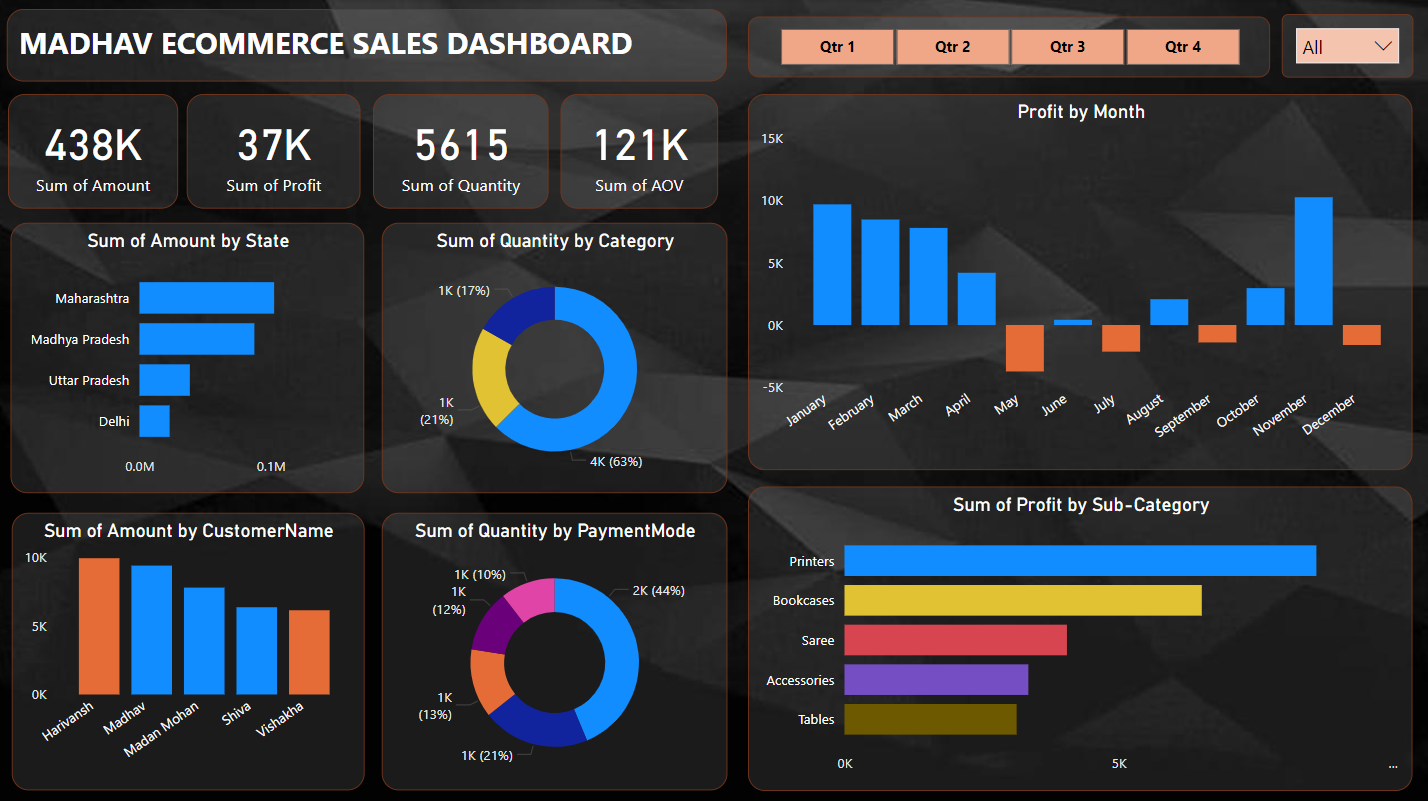 MADHAV ECOMMERCE SALES DASHBOARD
Qtr 1
Qtr 2
Qtr 3
Qtr 4
All
438K
Sum of Amount
37K
Sum of Profit
5615
Sum of Quantity
121K
Sum of AOV
Profit by Month
15K
10K
5K
0K
-5K
January
February
March
April
May
June
July
August
September
October
November
December
Sum of Amount by State
Maharashtra
Madhya Pradesh
Uttar Pradesh
Delhi
0.0M
0.1M
Sum of Quantity by Category
1K (17%)
1K
(21%)
4K (63%)
Sum of Amount by CustomerName
10K
5K
0K
Harivansh
Madhav
Madan Mohan
Shiva
Vishakha
Sum of Quantity by PaymentMode
1K (10%)
1K
(12%)
2K (44%)
1K
(13%)
1K (21%)
Sum of Profit by Sub-Category
Printers
Bookcases
Saree
Accessories
Tables
0K
5K
...